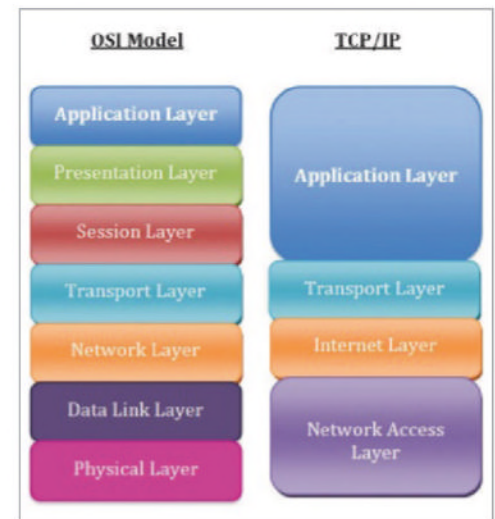 OSI Model
TCP/IP
Application Layer
Presentation Layer
Session Layer
Transport Layer
Network Layer
Data Link Layer
Physical Layer
Application Layer
Transport Layer
Internet Layer
Network Access
Layer